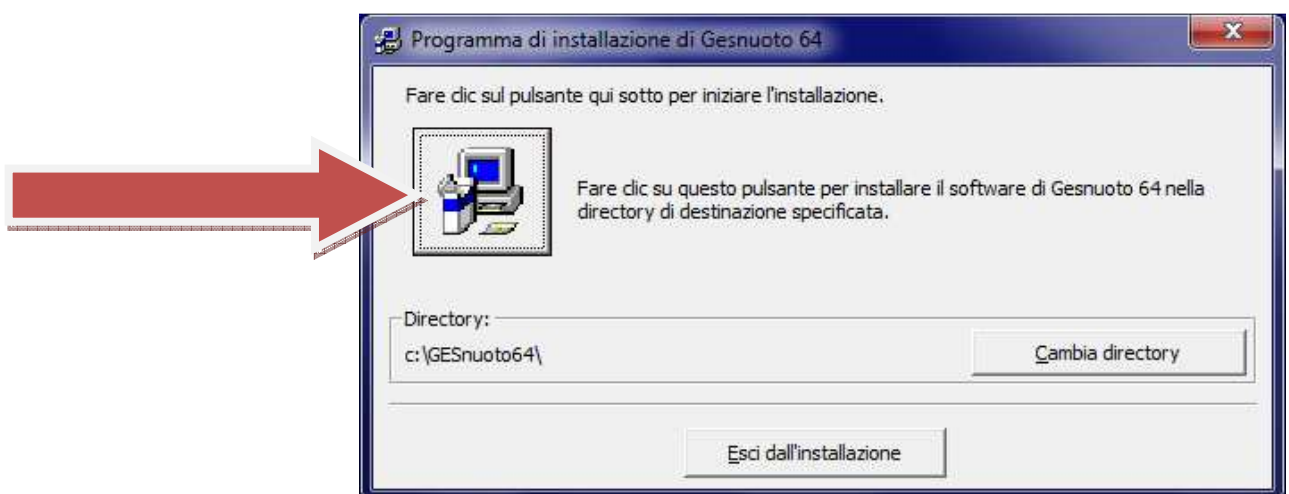 Programma di installazione di Gesnuoto 64
Fare clic sul pulsante qui sotto per iniziare l'installazione.
Fare clic su questo pulsante per installare il software di Gesnuoto 64 nella
directory di destinazione specificata.
Directory:
c:\GESnuoto64\
Cambia directory
Esci dall'installazione